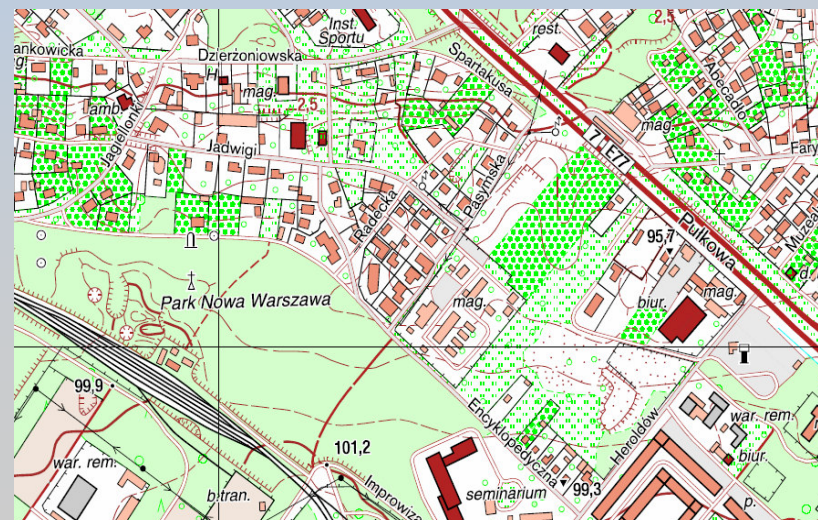 Inst.
Sportu
rest.
2,5
ankowicka
Dzierżoniowska
Spartakusa
H.
mag.
Abecadło
amb.
2,5
mag.
7, E77
Jagiellonki
Jadwigi
Fary
Pasymska
Radecka
Pułkowa
95,7
Muzea
d.
Park Nowa Warszawa
mag.
biur.
mag.
99,9
Encyklopedyczna
Heroldów
war. rem.
101,2
war. rem.
biur.
b.tran.
Improwiza
seminarium
99,3
p.